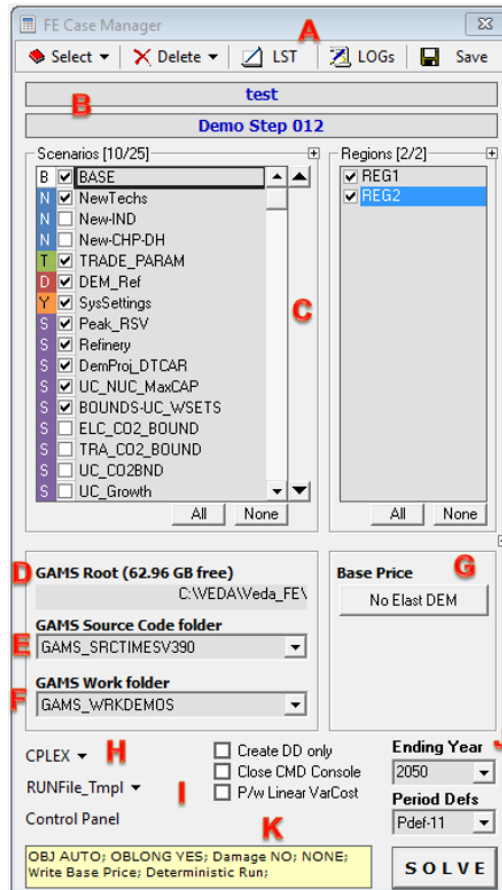 FE Case Manager
Select Delete LST LOGs Save
A
B
test
Demo Step 012
Scenarios [10/25]
B BASE
N NewTechs
N New-IND
N New-CHP-DH
T TRADE_PARAM
D DEM_Ref
Y SysSettings
S Peak_RSV
S Refinery
S DemProj_DTCAR
S UC_NUC_MaxCAP
S BOUNDS-UC_WSETS
S ELC_CO2_BOUND
S TRA_CO2_BOUND
S UC_CO2BND
S UC_Growth
All None
C
Regions [2/2]
REG1
REG2
All None
D
GAMS Root (62.96 GB free)
C:\VEDA\Veda_FE\
E
GAMS Source Code folder
GAMS_SRCTIMESV390
F
GAMS Work folder
GAMS_WRKDEMOS
G
Base Price
No Elast DEM
H
CPLEX
RUNFile_Tmpl
I
Control Panel
Create DD only
Close CMD Console
P/w Linear VarCost
Ending Year
2050
Period Defs
Pdef-11
K
OBJ AUTO; OBLONG YES; Damage NO; NONE;
Write Base Price; Deterministic Run;
SOLVE